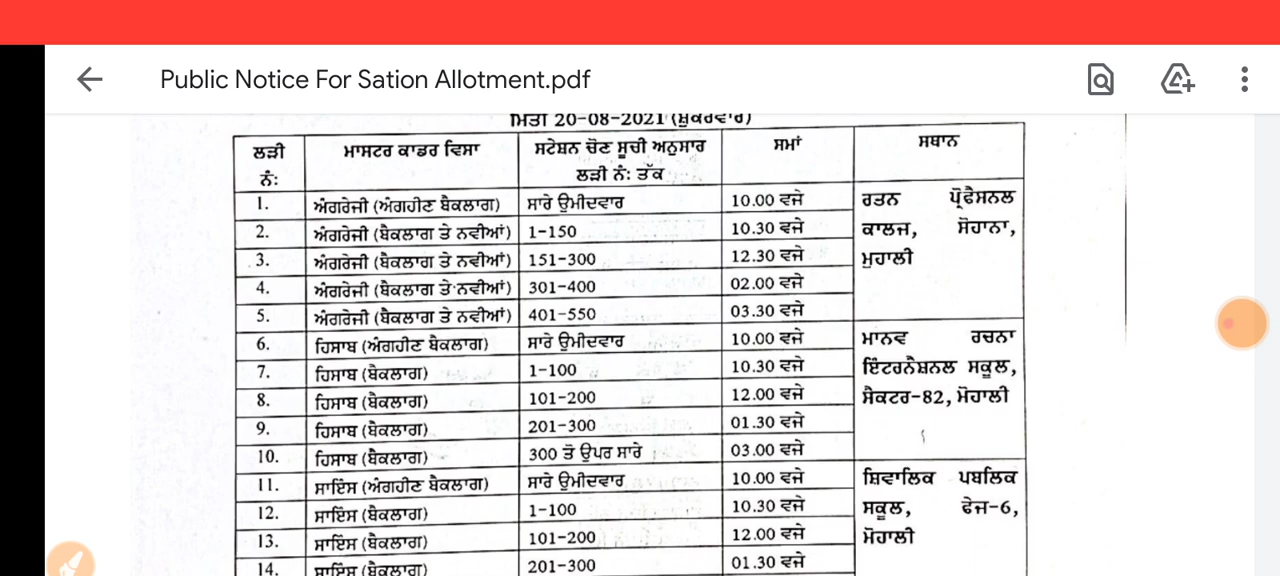 Public Notice For Sation Allotment.pdf
ਮਿਤੀ 20-08-2021 (ਸ਼ੁਕਰਵਾਰ)
ਲੜੀ ਨੰ: ਮਾਸਟਰ ਕਾਡਰ ਵਿਸਾ ਸਟੇਸ਼ਨ ਚੋਣ ਸੂਚੀ ਅਨੁਸਾਰ ਲੜੀ ਨੰ: ਤੱਕ ਸਮਾਂ ਸਥਾਨ
1. ਅੰਗਰੇਜੀ (ਅੰਗਹੀਣ ਬੈਕਲਾਗ) ਸਾਰੇ ਉਮੀਦਵਾਰ 10.00 ਵਜੇ ਰਤਨ ਪ੍ਰੋਫੈਸਨਲ
2. ਅੰਗਰੇਜੀ (ਬੈਕਲਾਗ ਤੇ ਨਵੀਆਂ) 1-150 10.30 ਵਜੇ ਕਾਲਜ, ਸੋਹਾਨਾ,
3. ਅੰਗਰੇਜੀ (ਬੈਕਲਾਗ ਤੇ ਨਵੀਆਂ) 151-300 12.30 ਵਜੇ ਮੁਹਾਲੀ
4. ਅੰਗਰੇਜੀ (ਬੈਕਲਾਗ ਤੇ ਨਵੀਆਂ) 301-400 02.00 ਵਜੇ
5. ਅੰਗਰੇਜੀ (ਬੈਕਲਾਗ ਤੇ ਨਵੀਆਂ) 401-550 03.30 ਵਜੇ
6. ਹਿਸਾਬ (ਅੰਗਹੀਣ ਬੈਕਲਾਗ) ਸਾਰੇ ਉਮੀਦਵਾਰ 10.00 ਵਜੇ ਮਾਨਵ ਰਚਨਾ
7. ਹਿਸਾਬ (ਬੈਕਲਾਗ) 1-100 10.30 ਵਜੇ ਇੰਟਰਨੈਸ਼ਨਲ ਸਕੂਲ,
8. ਹਿਸਾਬ (ਬੈਕਲਾਗ) 101-200 12.00 ਵਜੇ ਸੈਕਟਰ-82, ਮੋਹਾਲੀ
9. ਹਿਸਾਬ (ਬੈਕਲਾਗ) 201-300 01.30 ਵਜੇ
10. ਹਿਸਾਬ (ਬੈਕਲਾਗ) 300 ਤੋਂ ਉਪਰ ਸਾਰੇ 03.00 ਵਜੇ
11. ਸਾਇੰਸ (ਅੰਗਹੀਣ ਬੈਕਲਾਗ) ਸਾਰੇ ਉਮੀਦਵਾਰ 10.00 ਵਜੇ ਸ਼ਿਵਾਲਿਕ ਪਬਲਿਕ
12. ਸਾਇੰਸ (ਬੈਕਲਾਗ) 1-100 10.30 ਵਜੇ ਸਕੂਲ, ਫੇਜ-6,
13. ਸਾਇੰਸ (ਬੈਕਲਾਗ) 101-200 12.00 ਵਜੇ ਮੋਹਾਲੀ
14. ਸਾਇੰਸ (ਬੈਕਲਾਗ) 201-300 01.30 ਵਜੇ